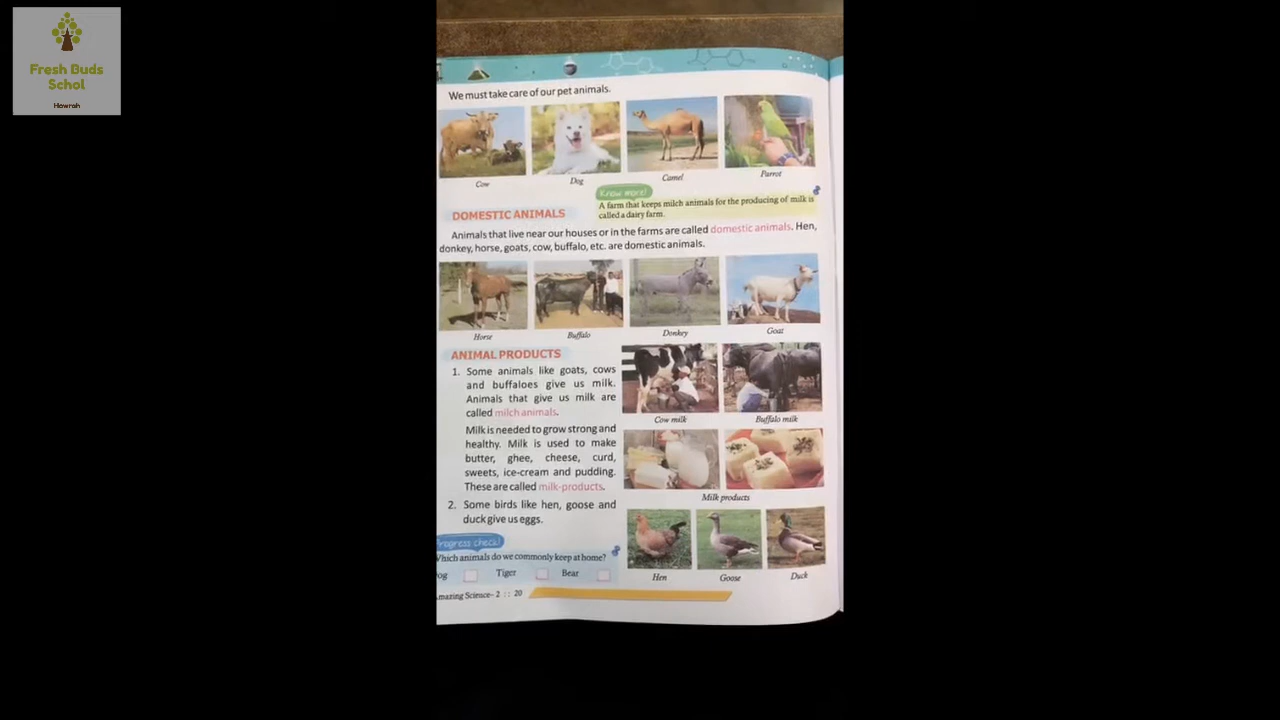 Fresh Buds
Schol
Howrah
We must take care of our pet animals.
Cow
Dog
Camel
Parrot
Know more!
A farm that keeps milch animals for the producing of milk is
called a dairy farm.
DOMESTIC ANIMALS
Animals that live near our houses or in the farms are called domestic animals. Hen,
donkey, horse, goats, cow, buffalo, etc. are domestic animals.
Horse
Buffalo
Donkey
Goat
ANIMAL PRODUCTS
1. Some animals like goats, cows
and buffaloes give us milk.
Animals that give us milk are
called milch animals.
Milk is needed to grow strong and
healthy. Milk is used to make
butter, ghee, cheese, curd,
sweets, ice-cream and pudding.
These are called milk-products.
2. Some birds like hen, goose and
duck give us eggs.
Cow milk
Buffalo milk
Milk products
Hen
Goose
Duck
Progress check!
Which animals do we commonly keep at home?
og Tiger Bear
mazing Science- 2 :: 20